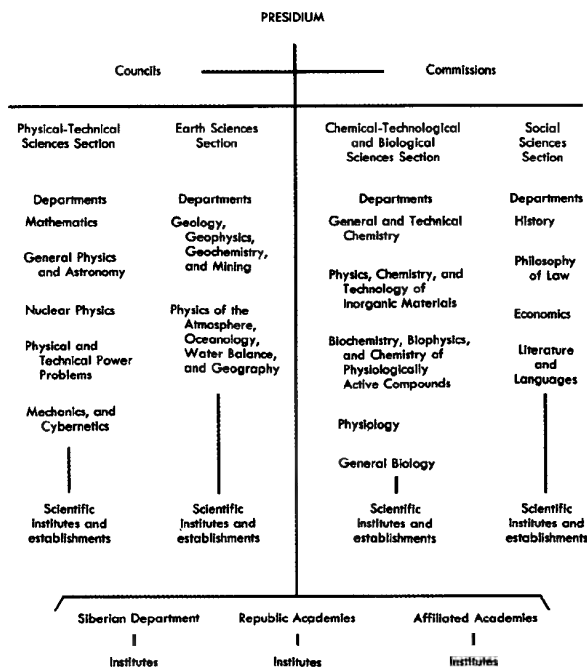 PRESIDIUM
Councils
Commissions
Physical-Technical
Sciences Section
Departments
Mathematics
General Physics
and Astronomy
Nuclear Physics
Physical and
Technical Power
Problems
Mechanics, and
Cybernetics
Scientific
institutes and
establishments
Earth Sciences
Section
Departments
Geology,
Geophysics,
Geochemistry,
and Mining
Physics of the
Atmosphere,
Oceanology,
Water Balance,
and Geography
Scientific
institutes and
establishments
Chemical-Technological
and Biological
Sciences Section
Departments
General and Technical
Chemistry
Physics, Chemistry, and
Technology of
Inorganic Materials
Biochemistry, Biophysics,
and Chemistry of
Physiologically
Active Compounds
Physiology
General Biology
Scientific
institutes and
establishments
Social
Sciences
Section
Departments
History
Philosophy
of Law
Economics
Literature
and
Languages
Scientific
institutes and
establishments
Siberian Department
Republic Academies
Affiliated Academies
Institutes
Institutes
Institutes